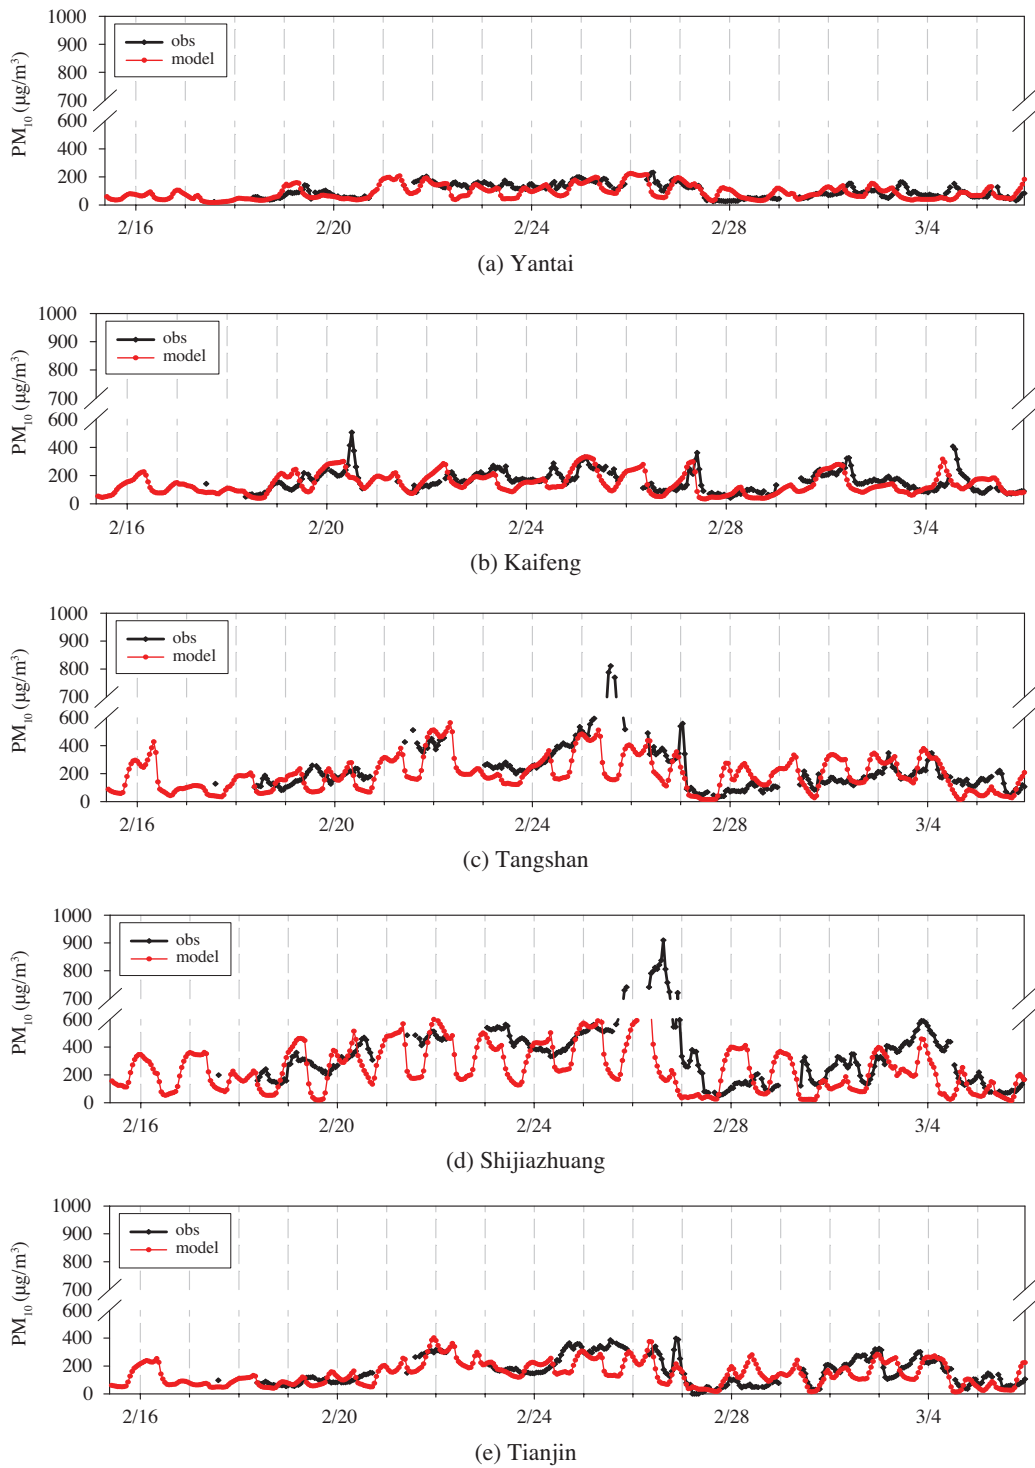 1000
900
800
700
600
400
200
0
PM10 (μg/m3)
obs
model
2/16 2/20 2/24 2/28 3/4
(a) Yantai
1000
900
800
700
600
400
200
0
PM10 (μg/m3)
obs
model
2/16 2/20 2/24 2/28 3/4
(b) Kaifeng
1000
900
800
700
600
400
200
0
PM10 (μg/m3)
obs
model
2/16 2/20 2/24 2/28 3/4
(c) Tangshan
1000
900
800
700
600
400
200
0
PM10 (μg/m3)
obs
model
2/16 2/20 2/24 2/28 3/4
(d) Shijiazhuang
1000
900
800
700
600
400
200
0
PM10 (μg/m3)
obs
model
2/16 2/20 2/24 2/28 3/4
(e) Tianjin